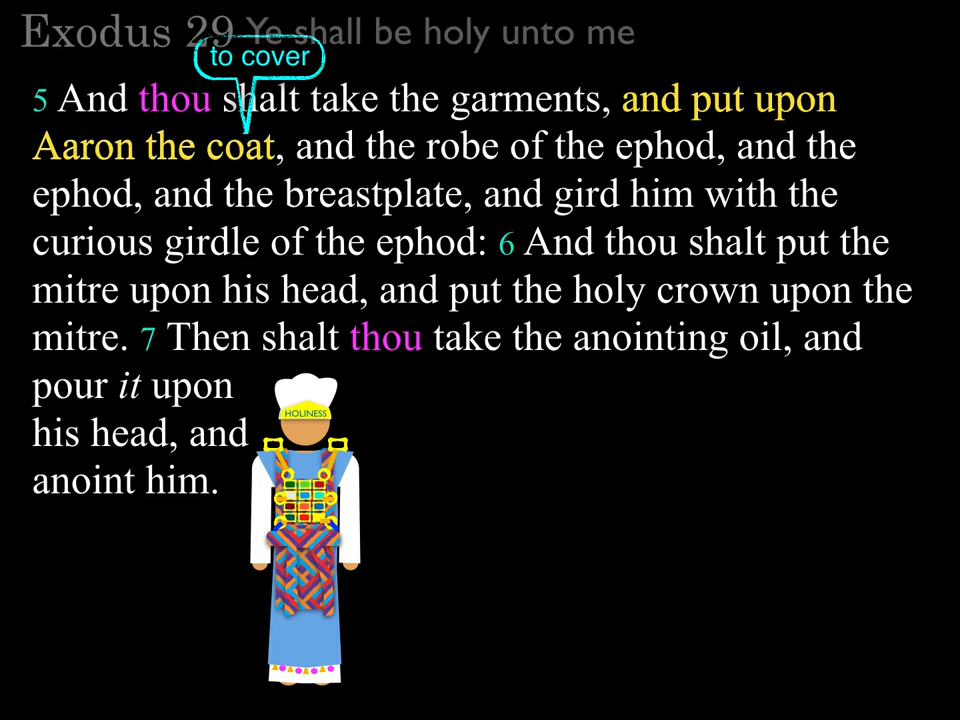 Exodus 29 Ye shall be holy unto me
to cover
5 And thou shalt take the garments, and put upon
Aaron the coat, and the robe of the ephod, and the
ephod, and the breastplate, and gird him with the
curious girdle of the ephod: 6 And thou shalt put the
mitre upon his head, and put the holy crown upon the
mitre. 7 Then shalt thou take the anointing oil, and
pour it upon
his head, and
anoint him.
HOLINESS